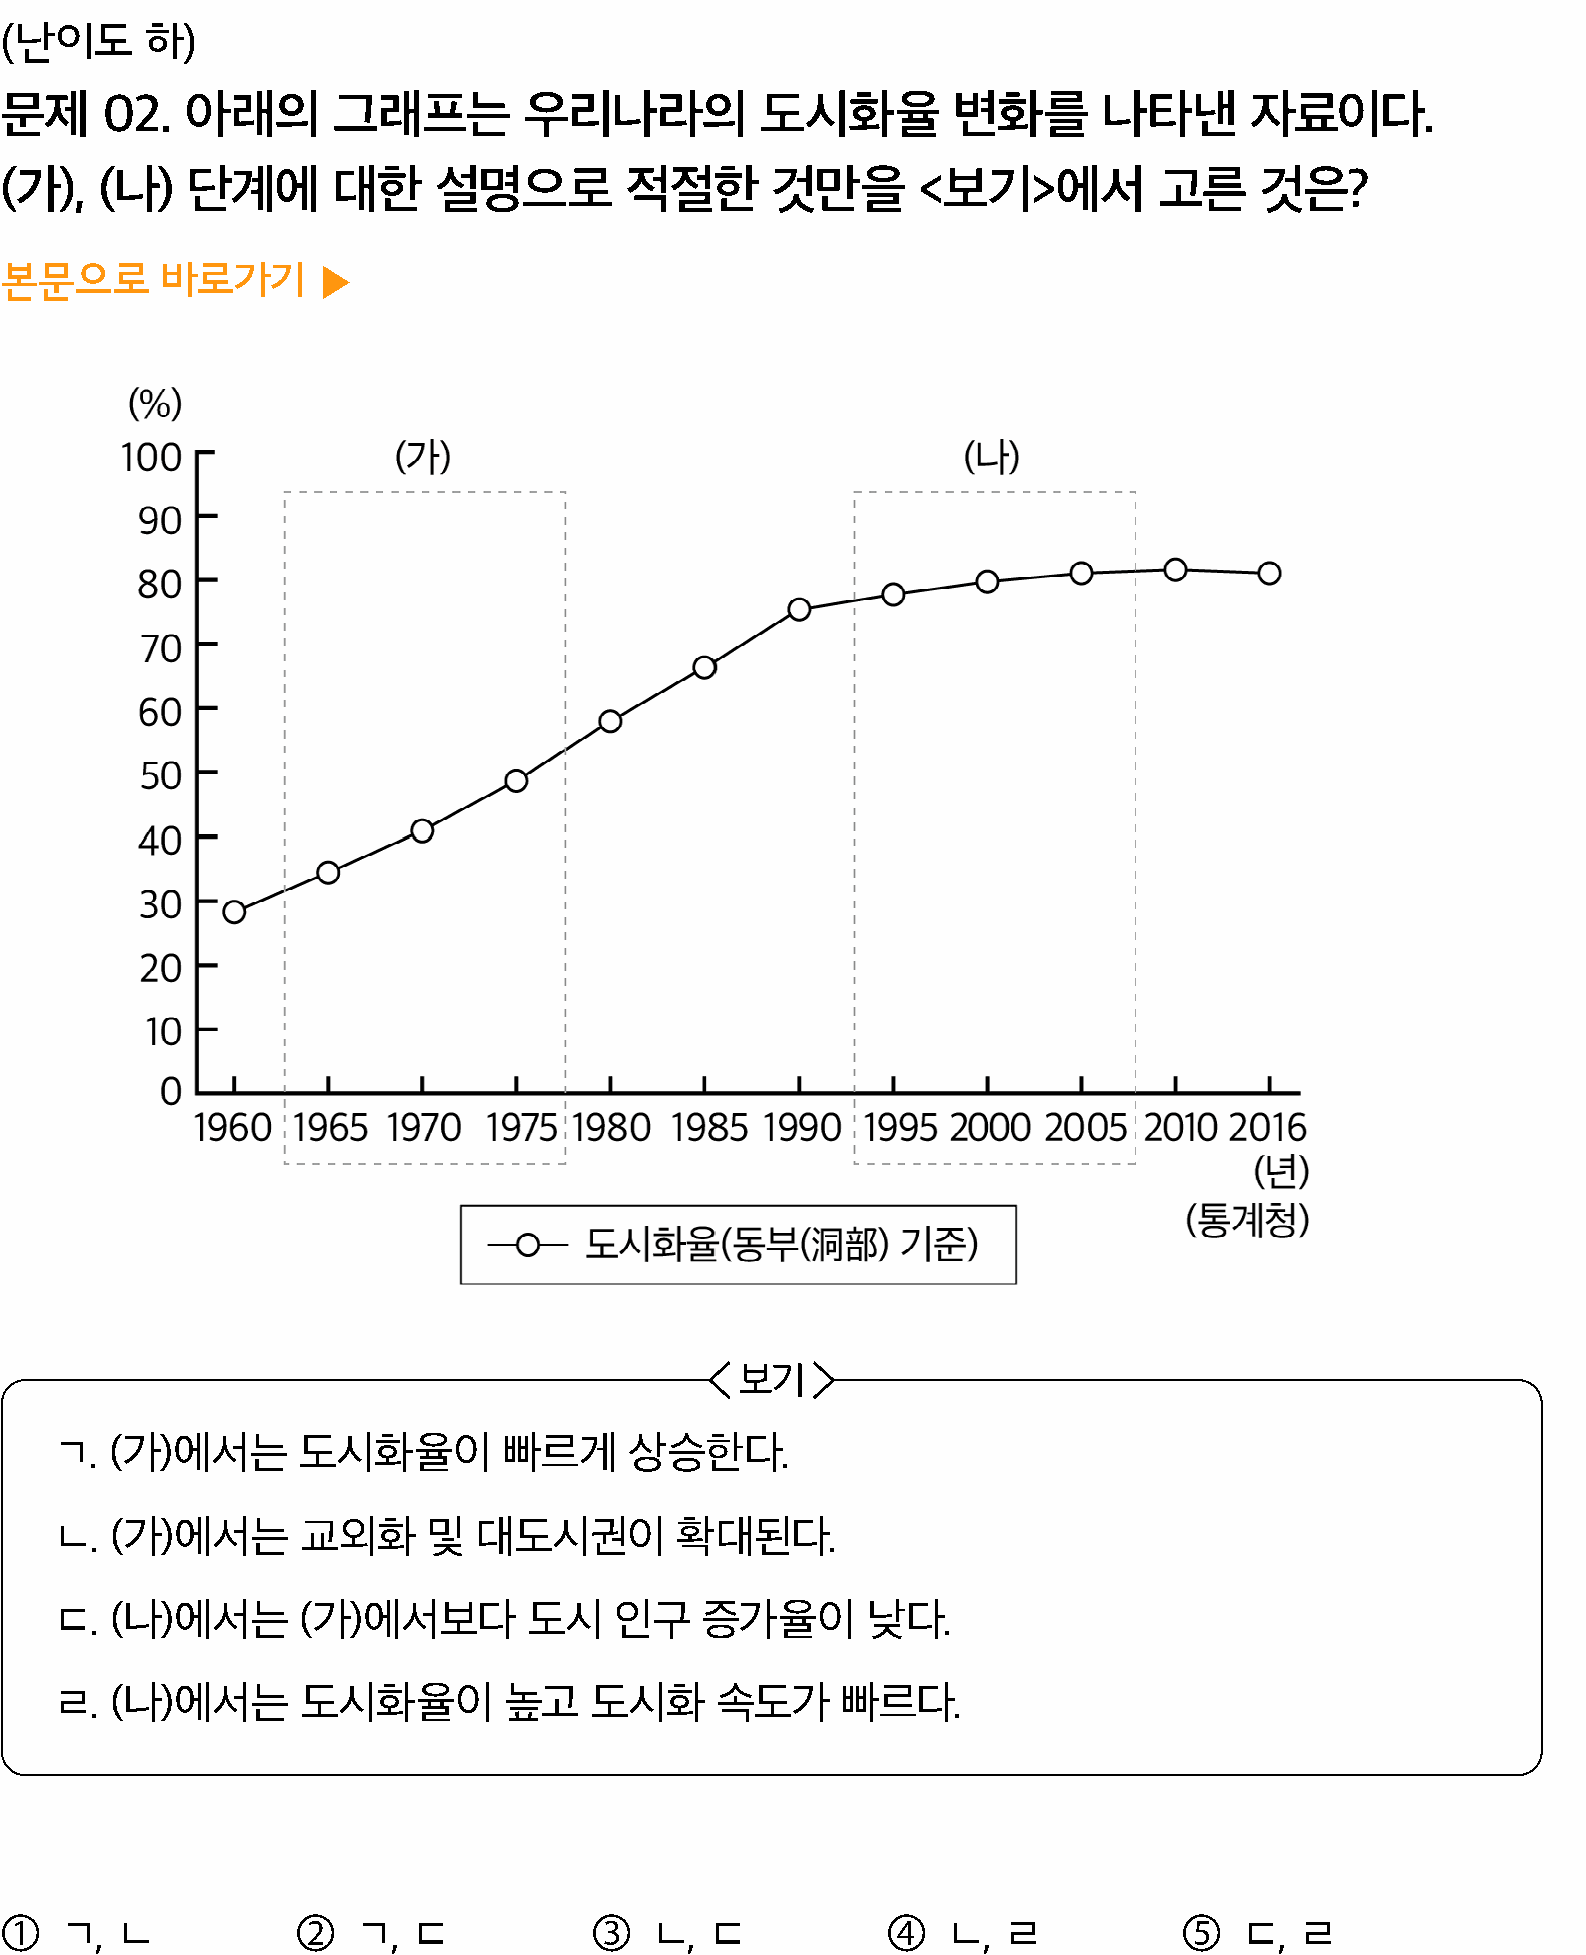 (난이도 하)
문제 02. 아래의 그래프는 우리나라의 도시화율 변화를 나타낸 자료이다.
(가), (나) 단계에 대한 설명으로 적절한 것만을 <보기>에서 고른 것은?
본문으로 바로가기 ▶
(%)
100
90
80
70
60
50
40
30
20
10
0
(가)
(나)
1960 1965 1970 1975 1980 1985 1990 1995 2000 2005 2010 2016
(년)
(통계청)
도시화율(동부(洞部) 기준)
<보기>
ㄱ. (가)에서는 도시화율이 빠르게 상승한다.
ㄴ. (가)에서는 교외화 및 대도시권이 확대된다.
ㄷ. (나)에서는 (가)에서보다 도시 인구 증가율이 낮다.
ㄹ. (나)에서는 도시화율이 높고 도시화 속도가 빠르다.
① ㄱ, ㄴ ② ㄱ, ㄷ ③ ㄴ, ㄷ ④ ㄴ, ㄹ ⑤ ㄷ, ㄹ